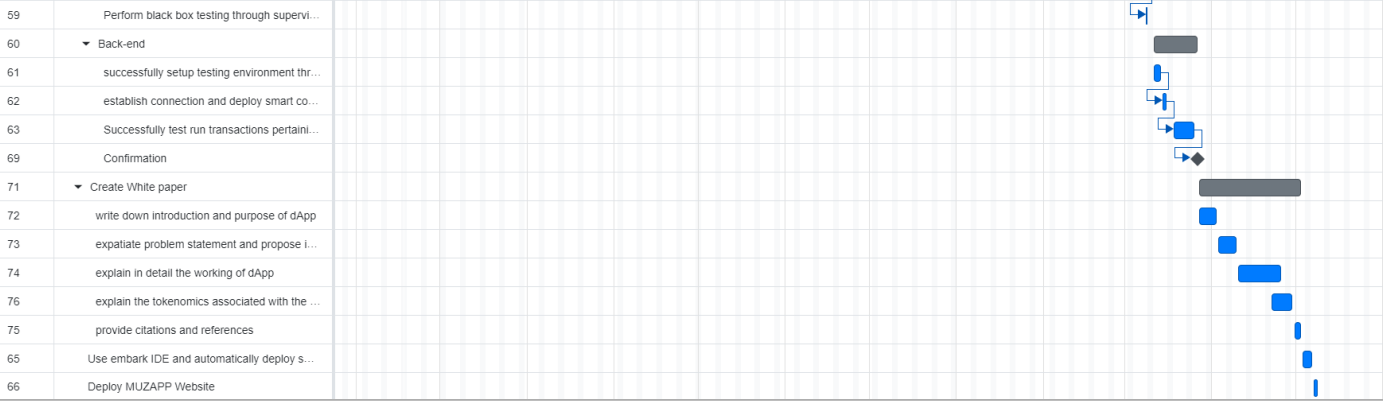 59 Perform black box testing through supervi...
60 Back-end
61 successfully setup testing environment thr...
62 establish connection and deploy smart co...
63 Successfully test run transactions pertaini...
69 Confirmation
71 Create White paper
72 write down introduction and purpose of dApp
73 expatiate problem statement and propose i...
74 explain in detail the working of dApp
76 explain the tokenomics associated with the ...
75 provide citations and references
65 Use embark IDE and automatically deploy s...
66 Deploy MUZAPP Website